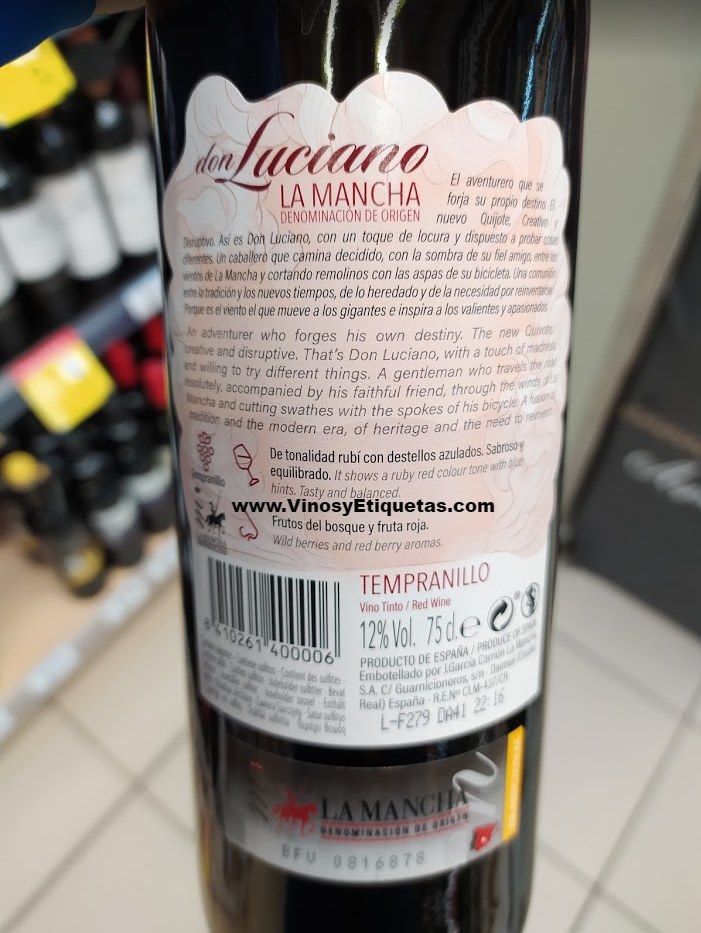 don Luciano
LA MANCHA
DENOMINACIÓN DE ORIGEN
El aventurero que se
forja su propio destino. El
nuevo Quijote, Creativo y
Disruptivo. Así es Don Luciano, con un toque de locura y dispuesto a probar cosas
diferentes. Un caballero que camina decidido, con la sombra de su fiel amigo, entre los
vientos de La Mancha y cortando remolinos con las aspas de su bicicleta. Una comunión
entre la tradición y los nuevos tiempos, de lo heredado y de la necesidad por reinventarse.
Porque es el viento el que mueve a los gigantes e inspira a los valientes y apasionados.
An adventurer who forges his own destiny. The new Quixote,
creative and disruptive. That's Don Luciano, with a touch of madness
and willing to try different things. A gentleman who travels the road
resolutely, accompanied by his faithful friend, through the winds of La
Mancha and cutting swathes with the spokes of his bicycle. A fusion of
tradition and the modern era, of heritage and the need to reinvent.
Tempranillo
De tonalidad rubí con destellos azulados. Sabroso y
equilibrado. It shows a ruby red colour tone with blue
hints. Tasty and balanced.
www.VinosyEtiquetas.com
Frutos del bosque y fruta roja.
Wild berries and red berry aromas.
LA MANCHA
TEMPRANILLO
Vino Tinto / Red Wine
12% Vol. 75 cl. e
8 410261 400006
PRODUCTO DE ESPAÑA / PRODUCE OF SPAIN
Embotellado por J.García Carrión La Mancha,
S.A. C/ Guarnicioneros, s/n - Daimiel (Ciudad
Real) España - R.E.Nº CLM-437/CR
L-F279 DA41 22:16
LA MANCHA
DENOMINACIÓN DE ORIGEN
BFV 0816878